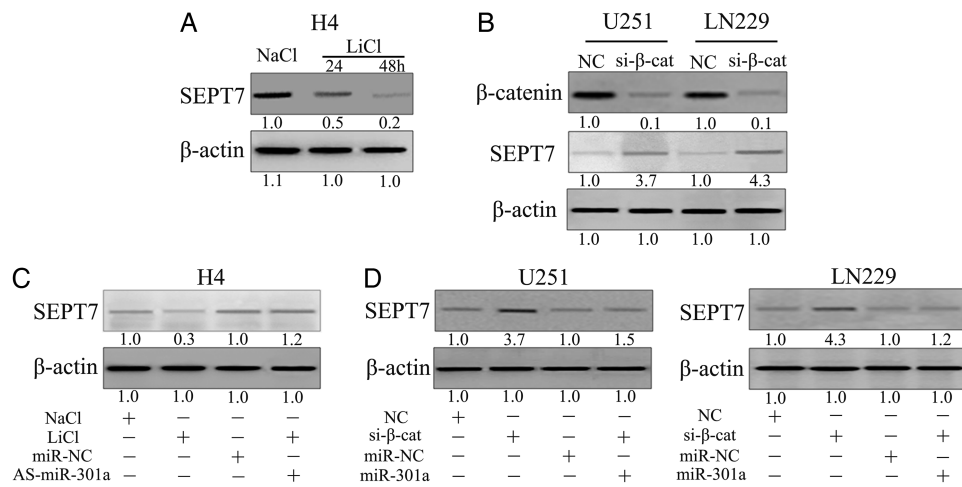 A H4
NaCl LiCl
24 48h
SEPT7
1.0 0.5 0.2
β-actin
1.1 1.0 1.0
B U251 LN229
NC si-β-cat NC si-β-cat
β-catenin
1.0 0.1 1.0 0.1
SEPT7
1.0 3.7 1.0 4.3
β-actin
1.0 1.0 1.0 1.0
C H4
SEPT7
1.0 0.3 1.0 1.2
β-actin
1.0 1.0 1.0 1.0
NaCl + − − −
LiCl − + − +
miR-NC − − + −
AS-miR-301a − − − +
D U251
SEPT7
1.0 3.7 1.0 1.5
β-actin
1.0 1.0 1.0 1.0
NC + − − −
si-β-cat − + − +
miR-NC − − + −
miR-301a − − − +
LN229
SEPT7
1.0 4.3 1.0 1.2
β-actin
1.0 1.0 1.0 1.0
NC + − − −
si-β-cat − + − +
miR-NC − − + −
miR-301a − − − +